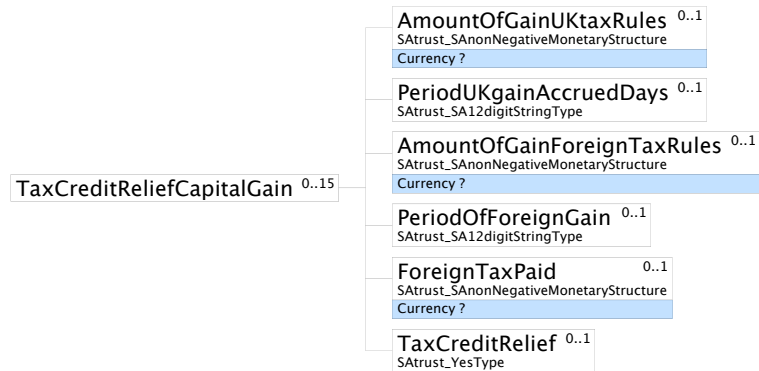 AmountOfGainUKtaxRules 0..1
SAtrust_SAnonNegativeMonetaryStructure
Currency ?
PeriodUKgainAccruedDays 0..1
SAtrust_SA12digitStringType
AmountOfGainForeignTaxRules 0..1
SAtrust_SAnonNegativeMonetaryStructure
Currency ?
TaxCreditReliefCapitalGain 0..15
PeriodOfForeignGain 0..1
SAtrust_SA12digitStringType
ForeignTaxPaid 0..1
SAtrust_SAnonNegativeMonetaryStructure
Currency ?
TaxCreditRelief 0..1
SAtrust_YesType